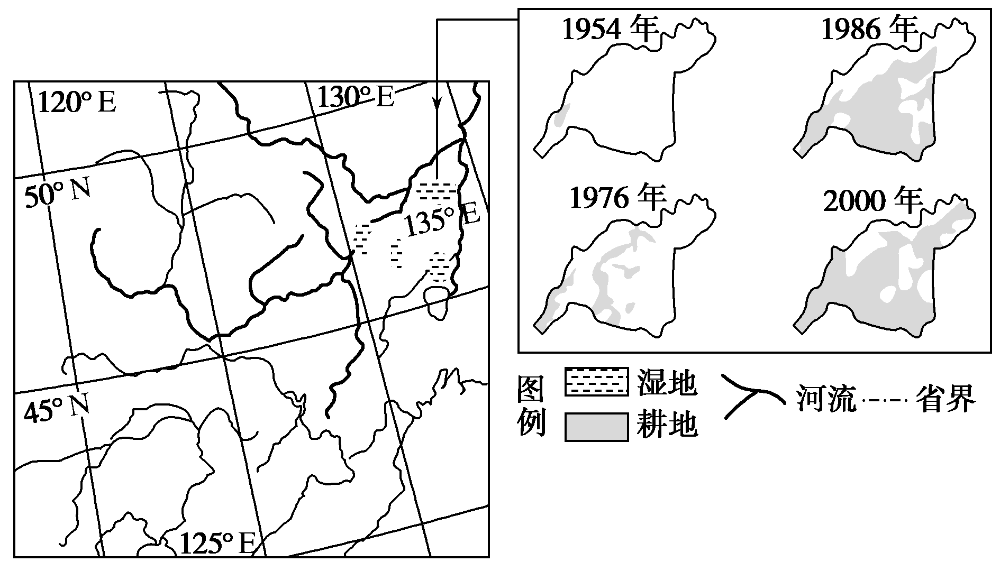 1954 年
1986 年
1976 年
2000 年
120° E
130° E
50° N
135° E
45° N
125° E
图例
湿地
耕地
河流
省界